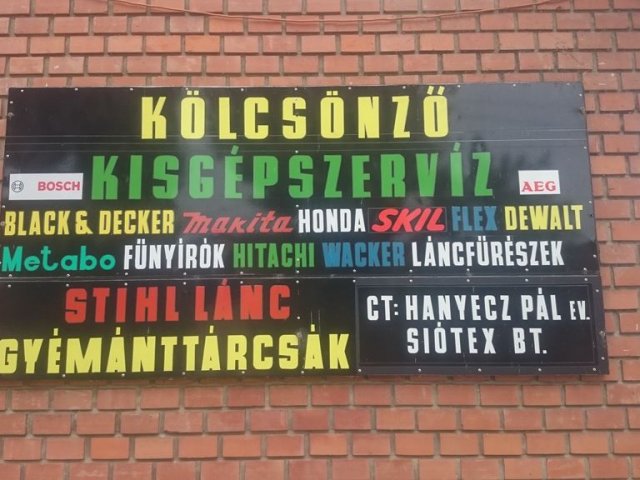 KÖLCSÖNZŐ
BOSCH KISGÉPSZERVÍZ AEG
BLACK & DECKER makita HONDA SKIL FLEX DEWALT
Metabo FŰNYÍRÓK HITACHI WACKER LÁNCFŰRÉSZEK
STIHL LÁNC
GYÉMÁNTTÁRCSÁK
CT: HANYECZ PÁL EV.
SIÓTEX BT.